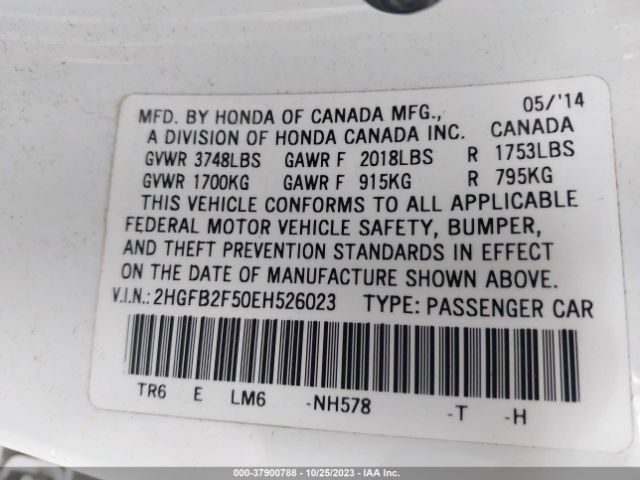 MFD. BY HONDA OF CANADA MFG., 05/'14
A DIVISION OF HONDA CANADA INC. CANADA
GVWR 3748LBS GAWR F 2018LBS R 1753LBS
GVWR 1700KG GAWR F 915KG R 795KG
THIS VEHICLE CONFORMS TO ALL APPLICABLE
FEDERAL MOTOR VEHICLE SAFETY, BUMPER,
AND THEFT PREVENTION STANDARDS IN EFFECT
ON THE DATE OF MANUFACTURE SHOWN ABOVE.
V.I.N.: 2HGFB2F50EH526023 TYPE: PASSENGER CAR
TR6 E LM6 -NH578 -T -H
000-37900788 - 10/25/2023 - IAA Inc.